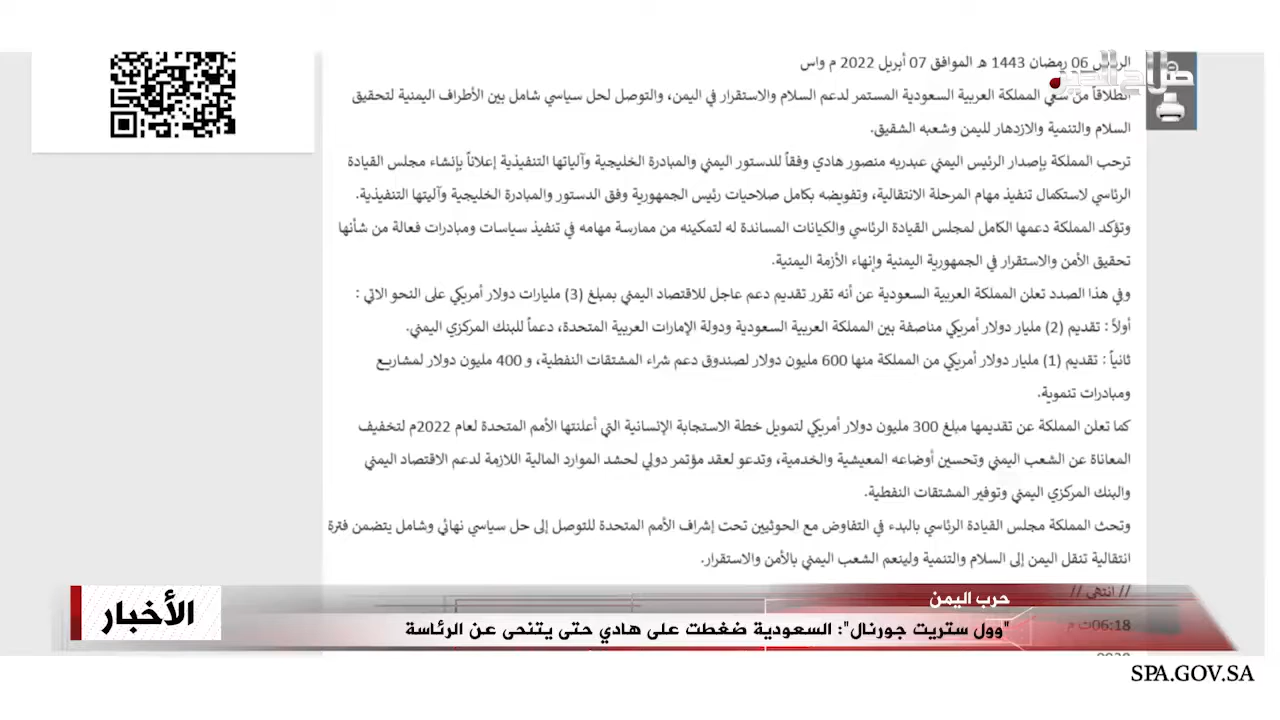 الرياض 06 رمضان 1443 هـ الموافق 07 أبريل 2022 م واس
انطلاقاً من سعي المملكة العربية السعودية المستمر لدعم السلام والاستقرار في اليمن، والتوصل لحل سياسي شامل بين الأطراف اليمنية لتحقيق
السلام والتنمية والازدهار لليمن وشعبه الشقيق.
ترحب المملكة بإصدار الرئيس اليمني عبدربه منصور هادي وفقاً للدستور اليمني والمبادرة الخليجية وآلياتها التنفيذية إعلاناً بإنشاء مجلس القيادة
الرئاسي لاستكمال تنفيذ مهام المرحلة الانتقالية، وتفويضه بكامل صلاحيات رئيس الجمهورية وفق الدستور والمبادرة الخليجية وآليتها التنفيذية.
وتؤكد المملكة دعمها الكامل لمجلس القيادة الرئاسي والكيانات المساندة له لتمكينه من ممارسة مهامه في تنفيذ سياسات ومبادرات فعالة من شأنها
تحقيق الأمن والاستقرار في الجمهورية اليمنية وإنهاء الأزمة اليمنية.
وفي هذا الصدد تعلن المملكة العربية السعودية عن أنه تقرر تقديم دعم عاجل للاقتصاد اليمني بمبلغ (3) مليارات دولار أمريكي على النحو الاتي :
أولاً : تقديم (2) مليار دولار أمريكي مناصفة بين المملكة العربية السعودية ودولة الإمارات العربية المتحدة، دعماً للبنك المركزي اليمني.
ثانياً : تقديم (1) مليار دولار أمريكي من المملكة منها 600 مليون دولار لصندوق دعم شراء المشتقات النفطية، و 400 مليون دولار لمشاريع
ومبادرات تنموية.
كما تعلن المملكة عن تقديمها مبلغ 300 مليون دولار أمريكي لتمويل خطة الاستجابة الإنسانية التي أعلنتها الأمم المتحدة لعام 2022م لتخفيف
المعاناة عن الشعب اليمني وتحسين أوضاعه المعيشية والخدمية، وتدعو لعقد مؤتمر دولي لحشد الموارد المالية اللازمة لدعم الاقتصاد اليمني
والبنك المركزي اليمني وتوفير المشتقات النفطية.
وتحث المملكة مجلس القيادة الرئاسي بالبدء في التفاوض مع الحوثيين تحت إشراف الأمم المتحدة للتوصل إلى حل سياسي نهائي وشامل يتضمن فترة
انتقالية تنقل اليمن إلى السلام والتنمية ولينعم الشعب اليمني بالأمن والاستقرار.
// انتهى //
06:18ت م
حرب اليمن
"وول ستريت جورنال": السعودية ضغطت على هادي حتى يتنحى عن الرئاسة
الأخبار
SPA.GOV.SA